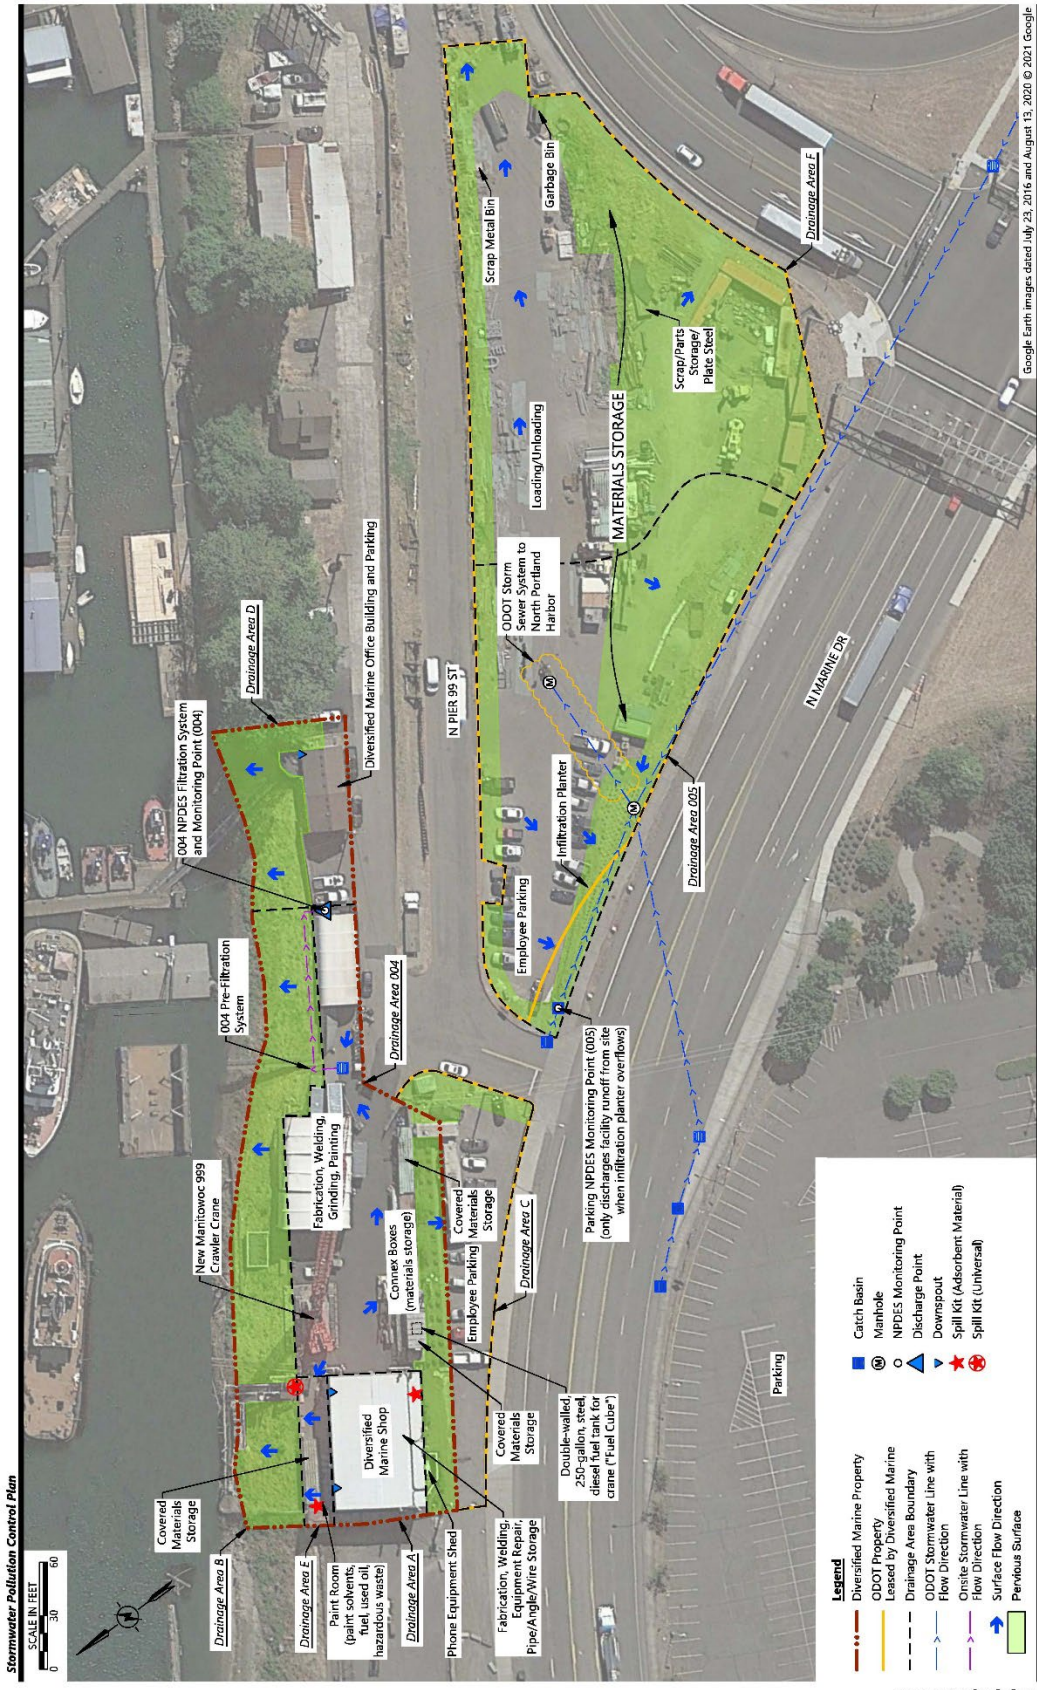 Stormwater Pollution Control Plan
SCALE IN FEET
0 30 60
N
Covered
Materials
Storage
Drainage Area B
Drainage Area E
Paint Room
(paint solvents,
fuel, used oil,
hazardous waste)
Drainage Area A
Phone Equipment Shed
Fabrication, Welding,
Equipment Repair,
Pipe/Angle/Wire Storage
Diversified
Marine Shop
New Manitowoc 999
Crawler Crane
Covered
Materials
Storage
Double-walled,
250-gallon, steel,
diesel fuel tank for
crane ("Fuel Cube")
Connex Boxes
(materials storage)
Employee Parking
Covered
Materials
Storage
Drainage Area C
Fabrication, Welding,
Grinding, Painting
004 Pre-Filtration
System
Drainage Area 004
004 NPDES Filtration System
and Monitoring Point (004)
Drainage Area D
Diversified Marine Office Building and Parking
N PIER 99 ST
Employee Parking
Infiltration Planter
Parking NPDES Monitoring Point (005)
(only discharges facility runoff from site
when infiltration planter overflows)
M
M
ODOT Storm
Sewer System to
North Portland
Harbor
Drainage Area 005
MATERIALS STORAGE
Loading/Unloading
Scrap Metal Bin
Garbage Bin
Scrap/Parts
Storage/
Plate Steel
Drainage Area F
N MARINE DR
Parking
Legend
Diversified Marine Property
ODOT Property
Leased by Diversified Marine
Drainage Area Boundary
ODOT Stormwater Line with
Flow Direction
Onsite Stormwater Line with
Flow Direction
Surface Flow Direction
Pervious Surface
Catch Basin
M Manhole
NPDES Monitoring Point
Discharge Point
Downspout
Spill Kit (Adsorbent Material)
Spill Kit (Universal)
Google Earth images dated July 23, 2016 and August 13, 2020 © 2021 Google